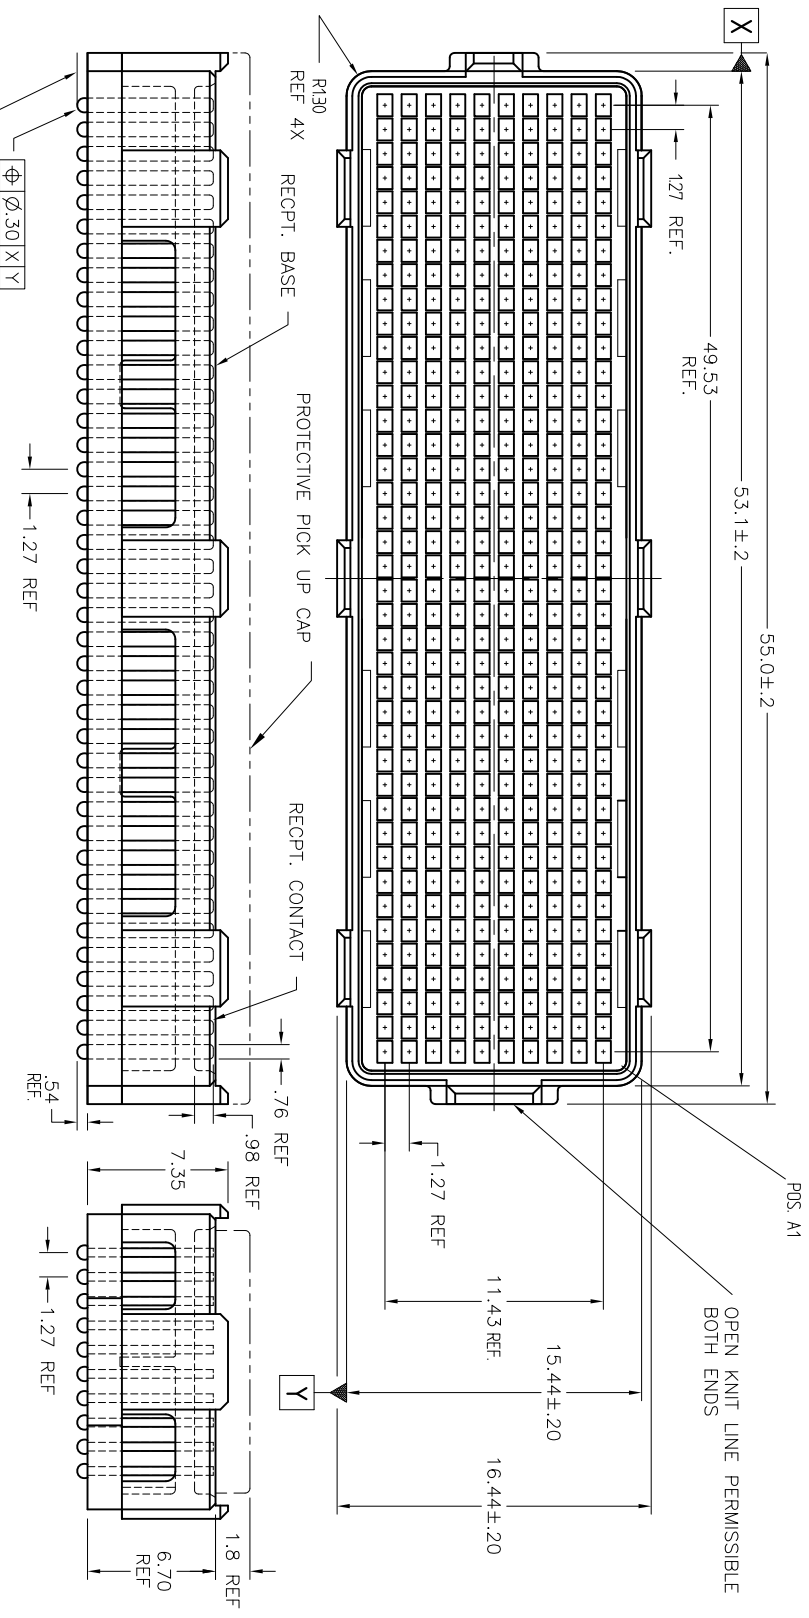 X
55.0±.2
53.1±.2
49.53
REF.
1.27 REF.
R1.30
REF 4X
POS. A1
OPEN KNIT LINE PERMISSIBLE
BOTH ENDS
1.27 REF
11.43 REF.
15.44±.20
16.44±.20
Y
RECPT. BASE
PROTECTIVE PICK UP CAP
RECPT. CONTACT
⌖ Ø.30 X Y
1.27 REF
.76 REF
.98 REF
.54
REF.
7.35
1.27 REF
1.8 REF
6.70
REF